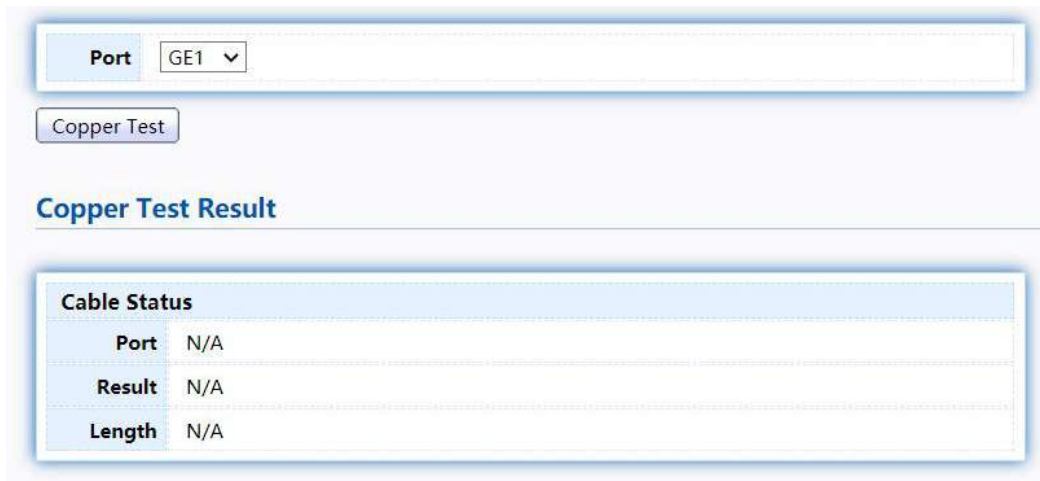 Port GE1
Copper Test
Copper Test Result
Cable Status
Port N/A
Result N/A
Length N/A